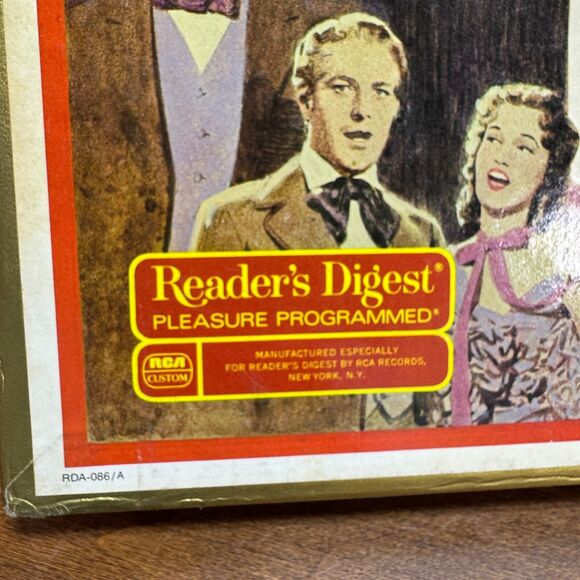 Reader's Digest®
PLEASURE PROGRAMMED®
RCA
CUSTOM
MANUFACTURED ESPECIALLY
FOR READER'S DIGEST BY RCA RECORDS,
NEW YORK, N.Y.
RDA-086/A